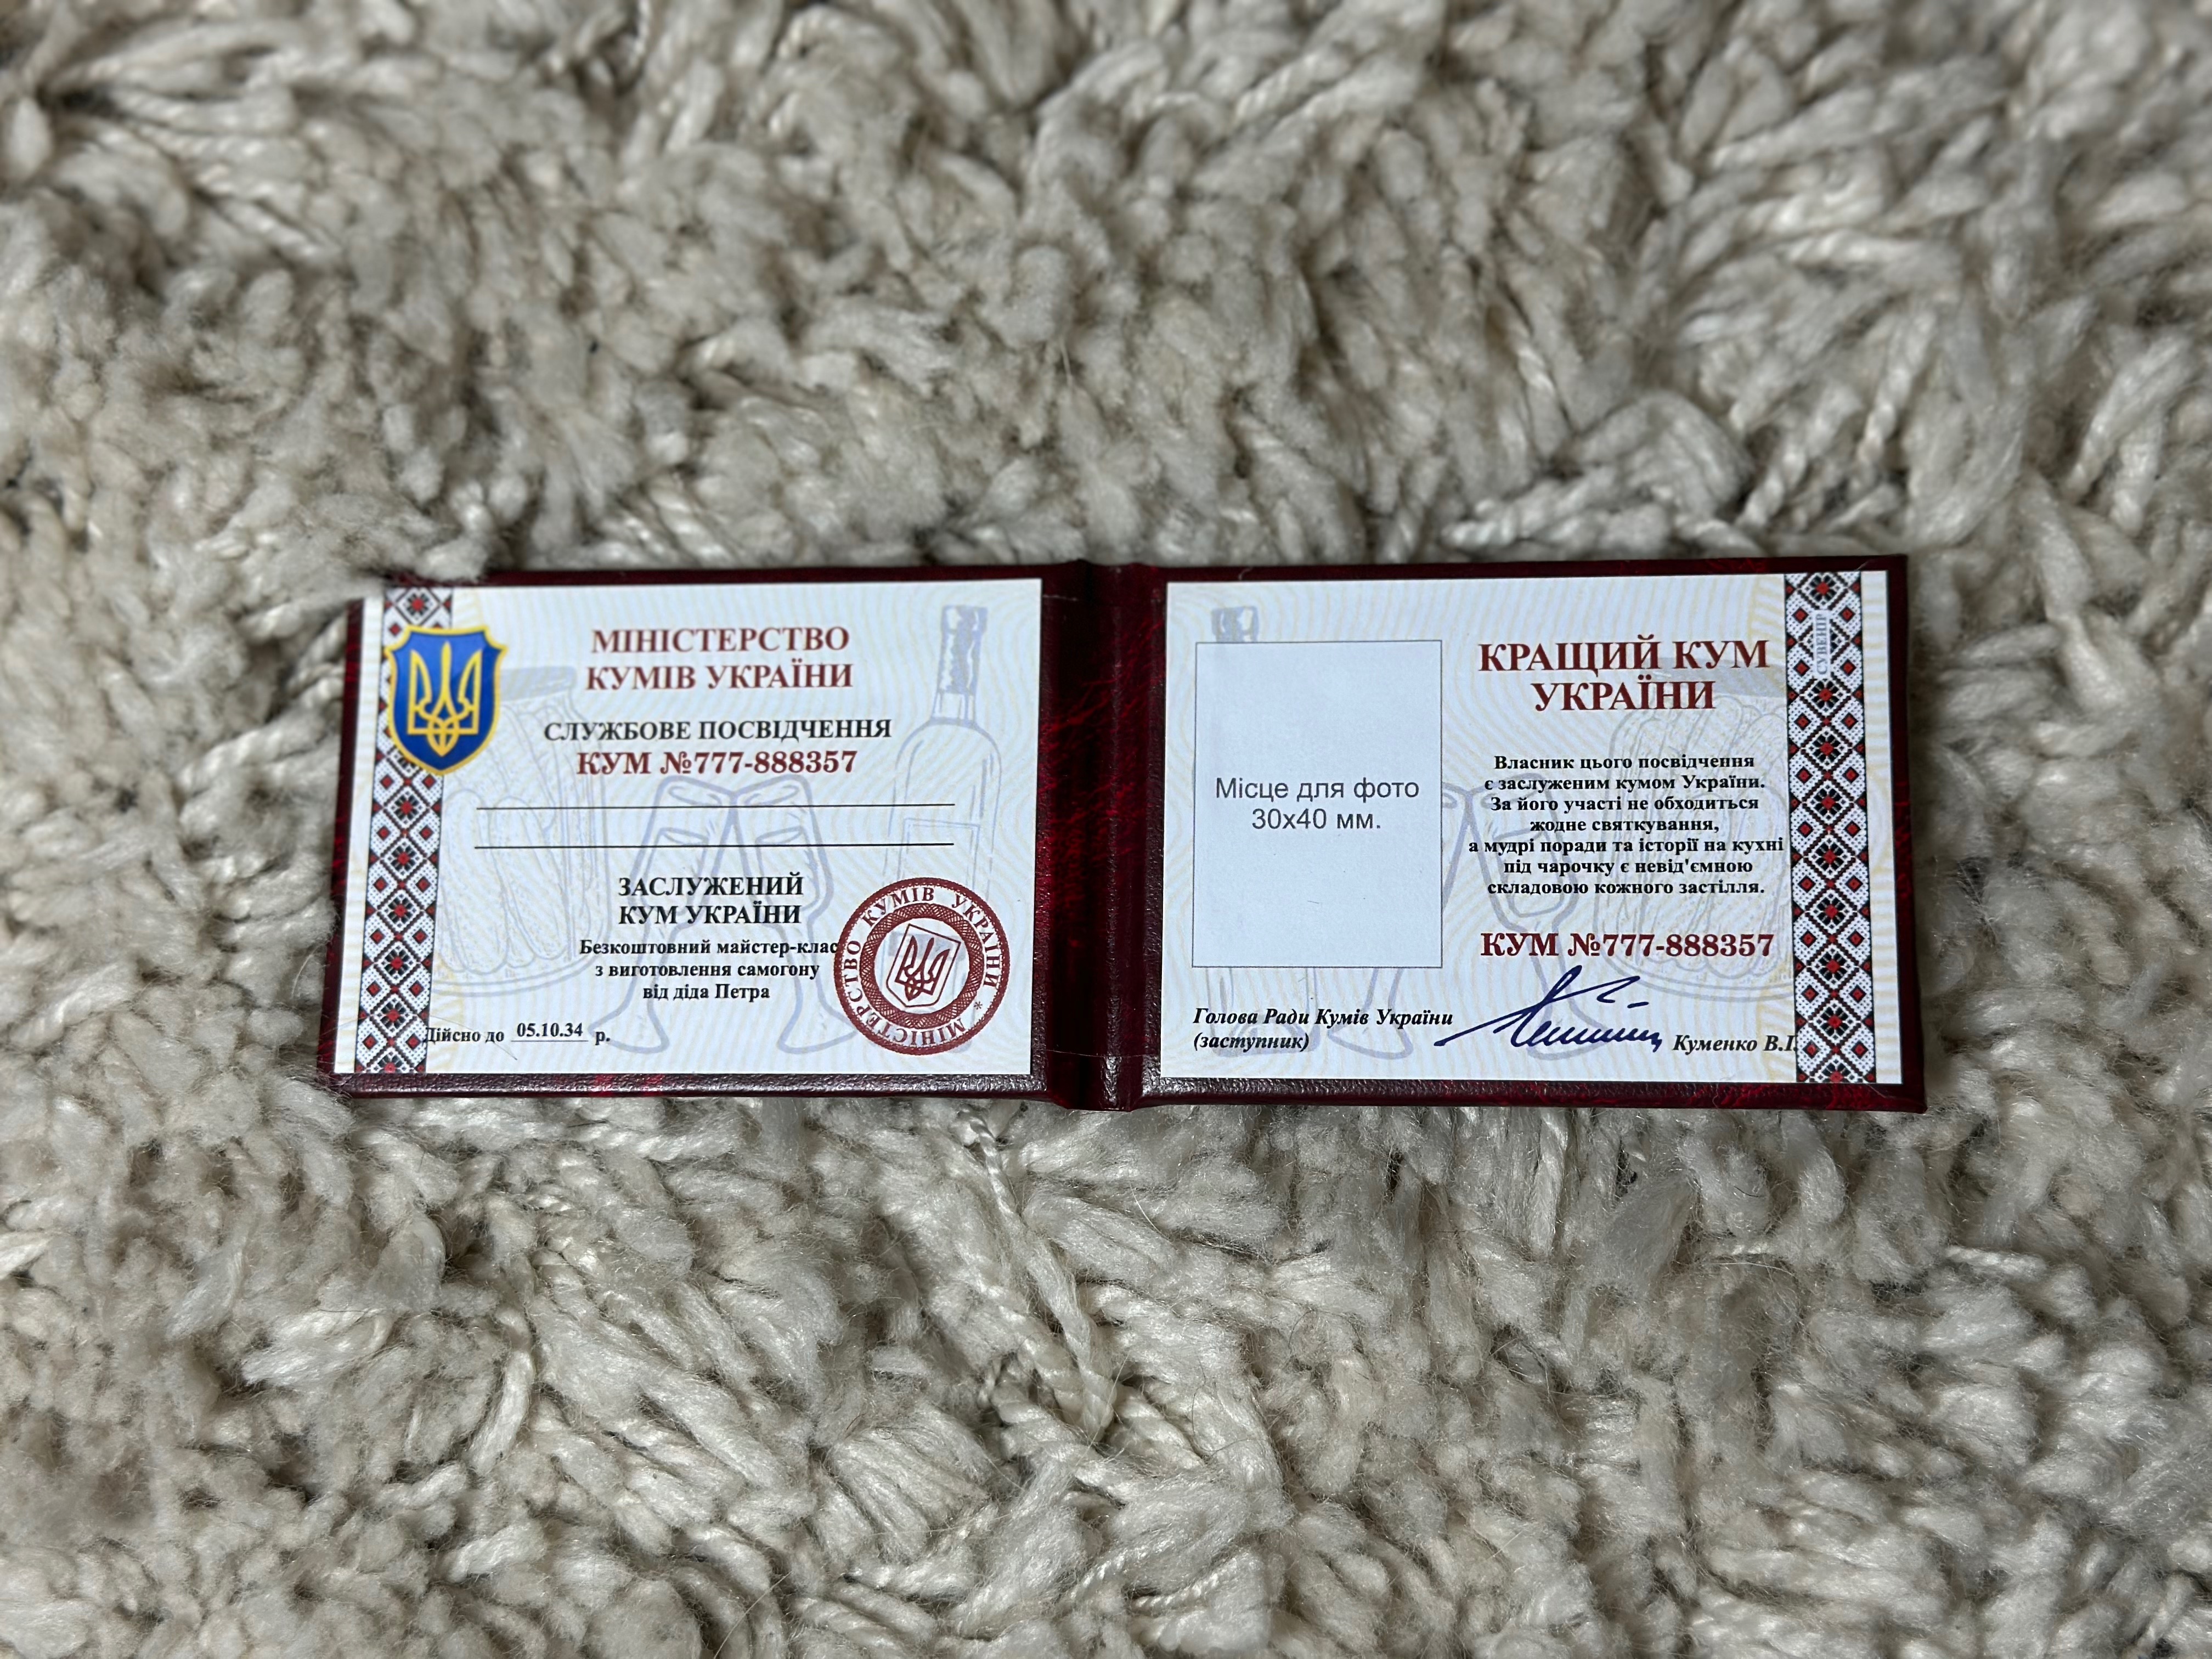 МІНІСТЕРСТВО
КУМІВ УКРАЇНИ
СЛУЖБОВЕ ПОСВІДЧЕННЯ
КУМ №777-888357
ЗАСЛУЖЕНИЙ
КУМ УКРАЇНИ
Безкоштовний майстер-клас
з виготовлення самогону
від діда Петра
Дійсно до 05.10.34 р.
МІНІСТЕРСТВО КУМІВ УКРАЇНИ *
КРАЩИЙ КУМ
УКРАЇНИ
СУВЕНІР
Місце для фото
30х40 мм.
Власник цього посвідчення
є заслуженим кумом України.
За його участі не обходиться
жодне святкування,
а мудрі поради та історії на кухні
під чарочку є невід'ємною
складовою кожного застілля.
КУМ №777-888357
Голова Ради Кумів України
(заступник)
Куменко В.І.